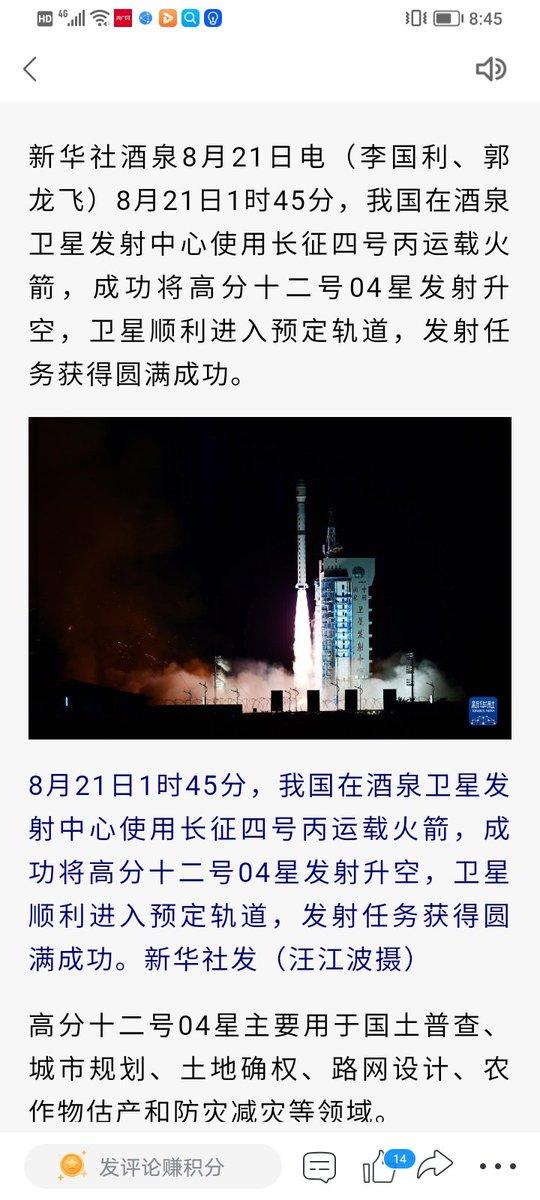 HD 4G 8:45
新华社酒泉8月21日电（李国利、郭
龙飞）8月21日1时45分，我国在酒泉
卫星发射中心使用长征四号丙运载火
箭，成功将高分十二号04星发射升
空，卫星顺利进入预定轨道，发射任
务获得圆满成功。
卫星发射
新华社
XINHUA NEWS
8月21日1时45分，我国在酒泉卫星发
射中心使用长征四号丙运载火箭，成
功将高分十二号04星发射升空，卫星
顺利进入预定轨道，发射任务获得圆
满成功。新华社发（汪江波摄）
高分十二号04星主要用于国土普查、
城市规划、土地确权、路网设计、农
作物估产和防灾减灾等领域。
发评论赚积分
14